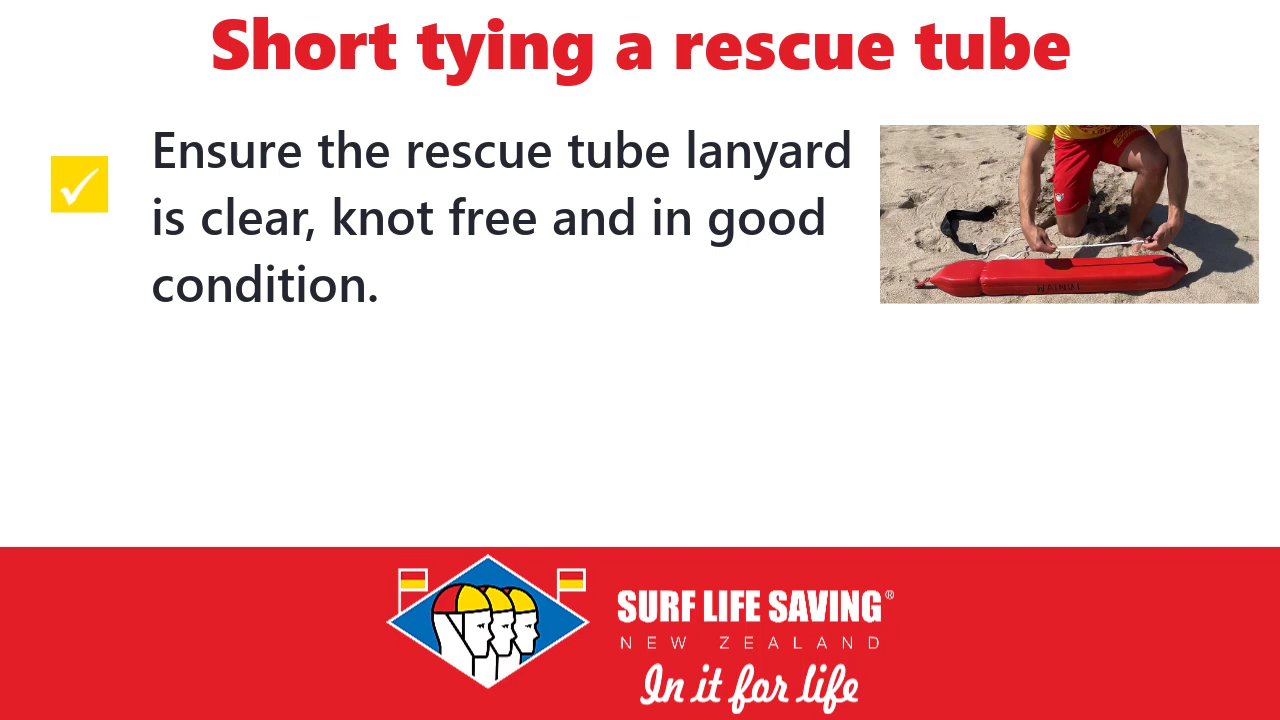 Short tying a rescue tube
Ensure the rescue tube lanyard
is clear, knot free and in good
condition.
SURF LIFE SAVING®
NEW ZEALAND
In it for life